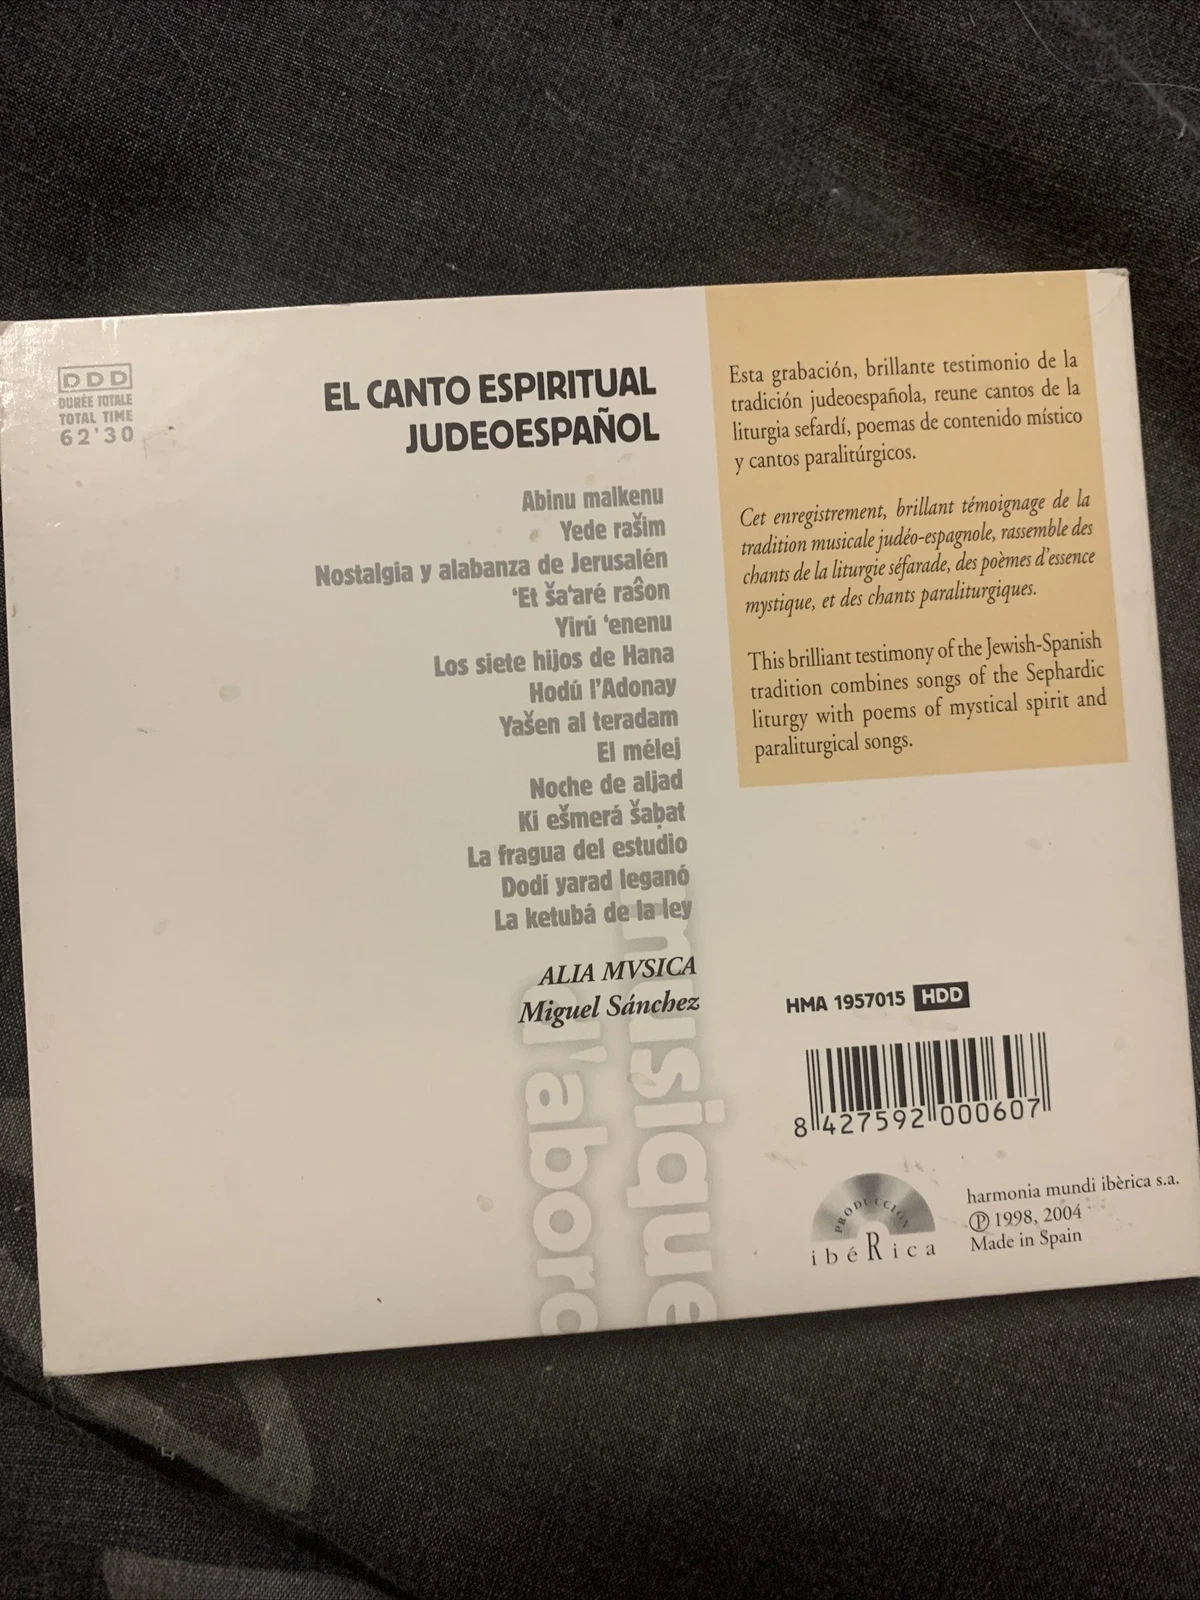 DDD
DURÉE TOTALE
TOTAL TIME
62'30
EL CANTO ESPIRITUAL
JUDEOESPAÑOL
Abinu malkenu
Yede rašim
Nostalgia y alabanza de Jerusalén
‘Et ša‘aré raŝon
Yirú ‘enenu
Los siete hijos de Hana
Hodú l’Adonay
Yašen al teradam
El mélej
Noche de aljad
Ki ešmerá šaḅat
La fragua del estudio
Dodí yarad leganó
La ketubá de la ley
ALIA MVSICA
Miguel Sánchez
musique
d'abord
Esta grabación, brillante testimonio de la
tradición judeoespañola, reune cantos de la
liturgia sefardí, poemas de contenido místico
y cantos paralitúrgicos.
Cet enregistrement, brillant témoignage de la
tradition musicale judéo-espagnole, rassemble des
chants de la liturgie séfarade, des poèmes d’essence
mystique, et des chants paraliturgiques.
This brilliant testimony of the Jewish-Spanish
tradition combines songs of the Sephardic
liturgy with poems of mystical spirit and
paraliturgical songs.
HMA 1957015 HDD
8 427592 000607
PRODUCCIÓN
ibéRica
harmonia mundi ibèrica s.a.
Ⓟ 1998, 2004
Made in Spain